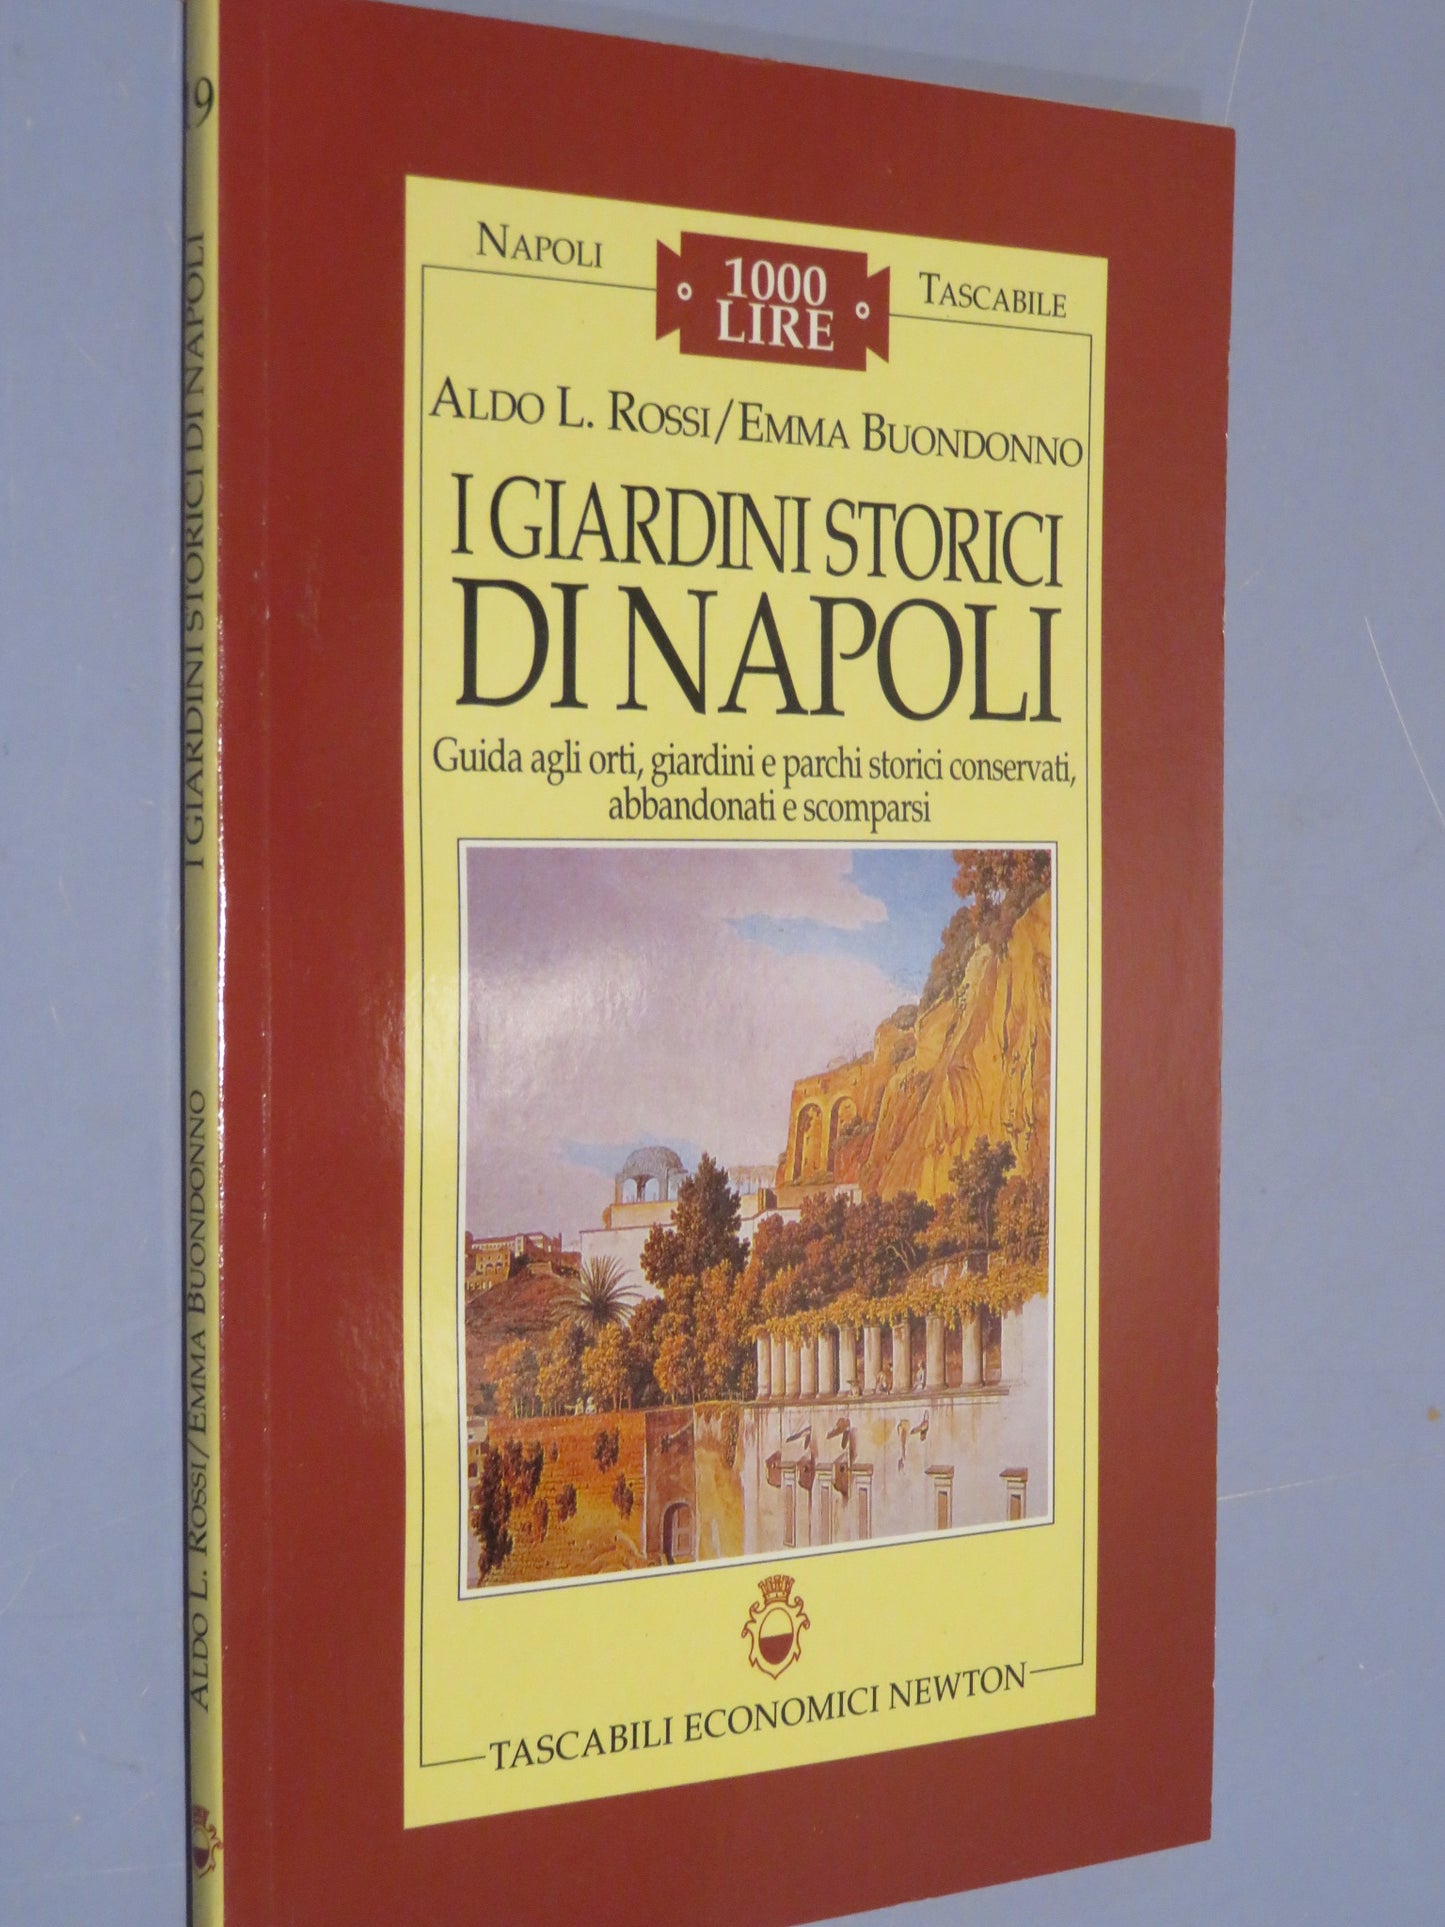 9
I GIARDINI STORICI DI NAPOLI
ALDO L. ROSSI/EMMA BUONDONNO
NAPOLI
1000
LIRE
TASCABILE
ALDO L. ROSSI/EMMA BUONDONNO
I GIARDINI STORICI
DI NAPOLI
Guida agli orti, giardini e parchi storici conservati,
abbandonati e scomparsi
TASCABILI ECONOMICI NEWTON